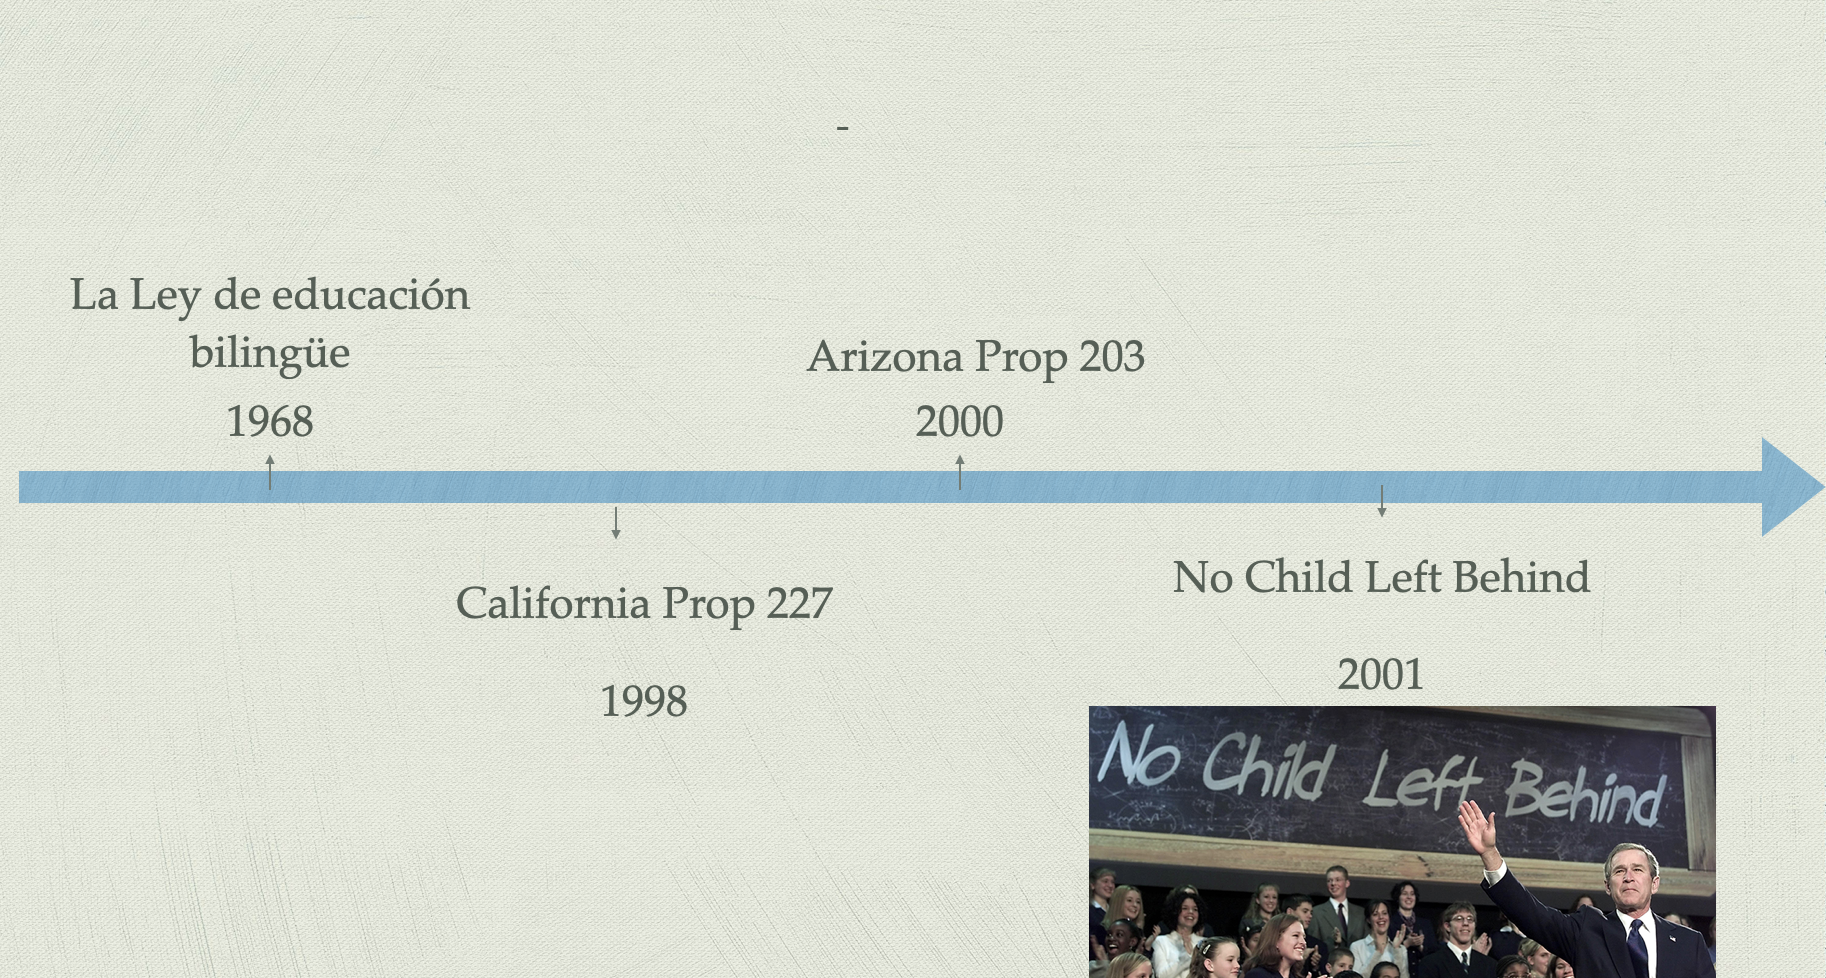 -
La Ley de educación
bilingüe
1968
Arizona Prop 203
2000
California Prop 227
1998
No Child Left Behind
2001
No Child Left Behind